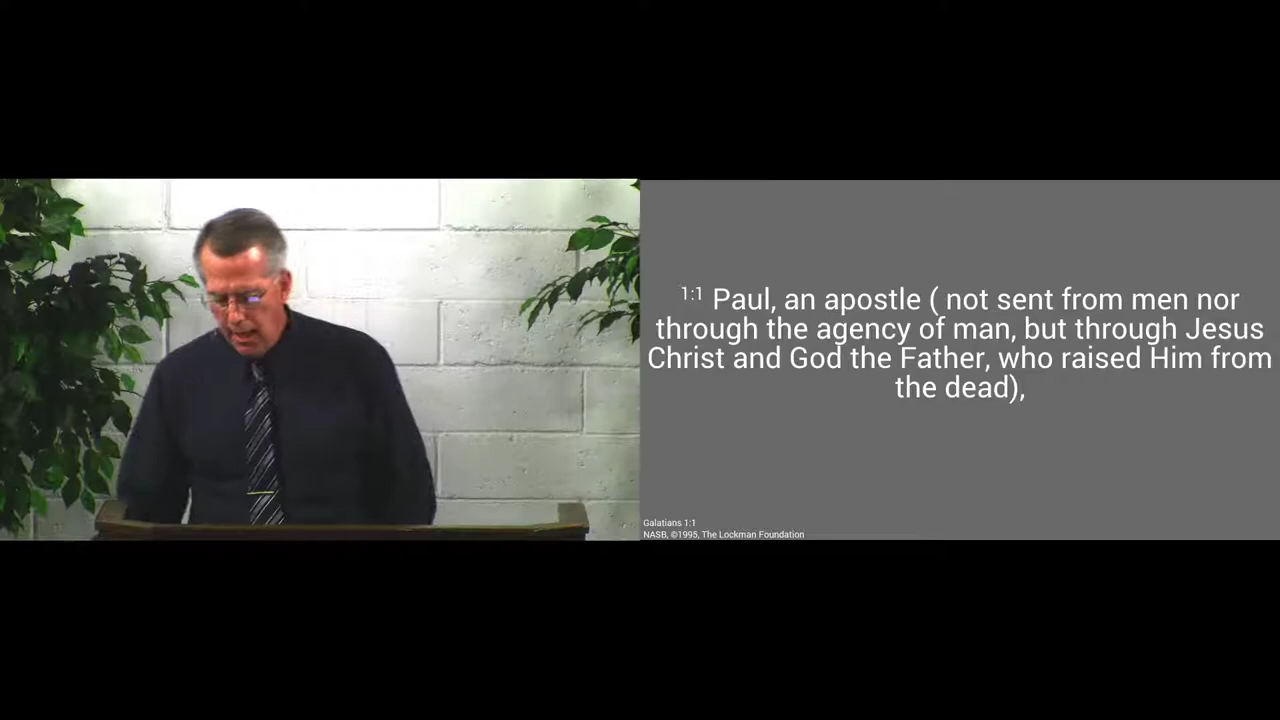 1:1 Paul, an apostle ( not sent from men nor
through the agency of man, but through Jesus
Christ and God the Father, who raised Him from
the dead),
Galatians 1:1
NASB, ©1995, The Lockman Foundation